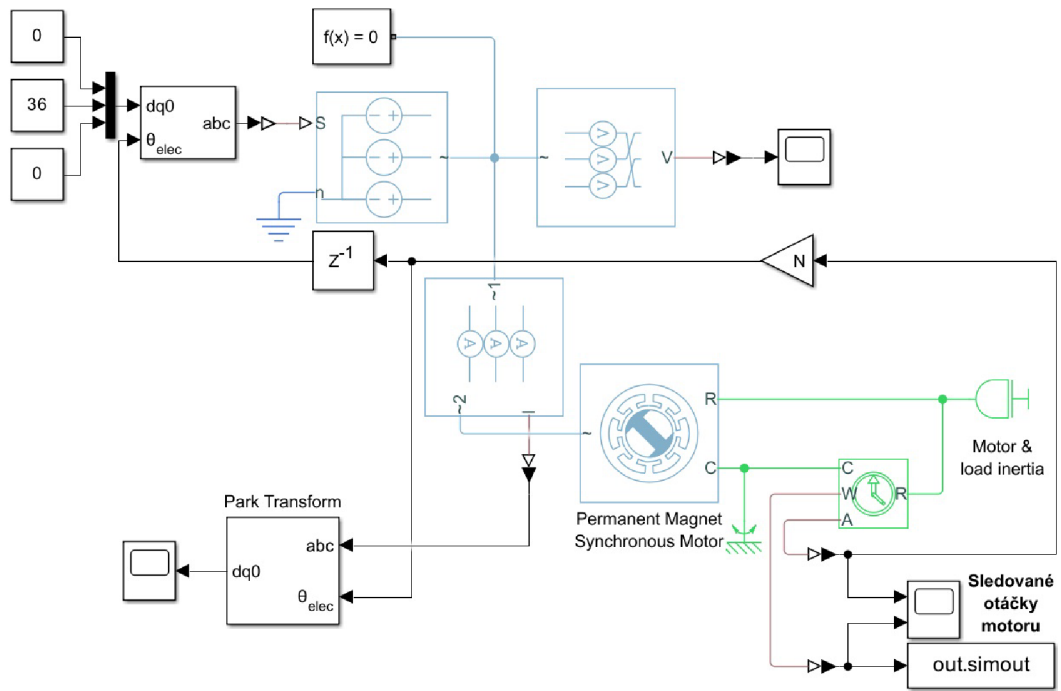 0
f(x) = 0
36
dq0
abc
θelec
0
S
n
~
~
V
Z⁻¹
N
~1
~2
I
~
R
C
Motor &
load inertia
C
W
R
A
Permanent Magnet
Synchronous Motor
Park Transform
abc
dq0
θelec
Sledované
otáčky
motoru
out.simout
V
V
V
A
A
A